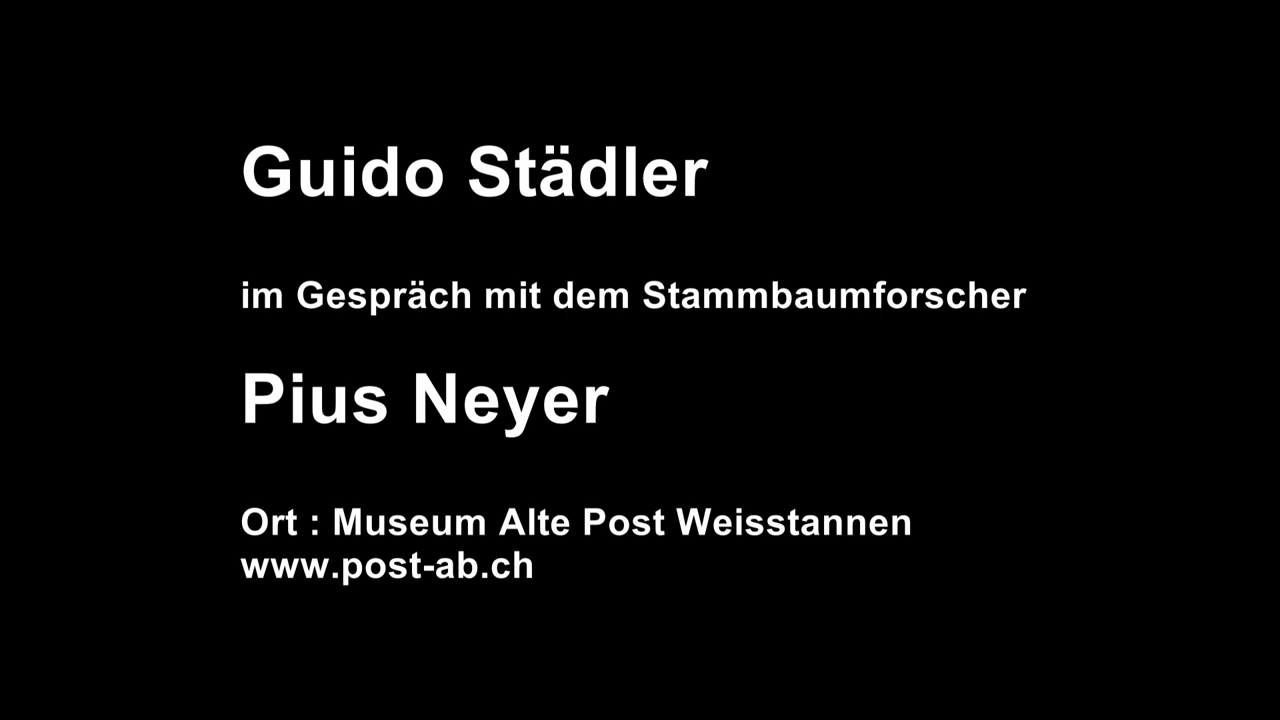 Guido Städler
im Gespräch mit dem Stammbaumforscher
Pius Neyer
Ort : Museum Alte Post Weisstannen
www.post-ab.ch